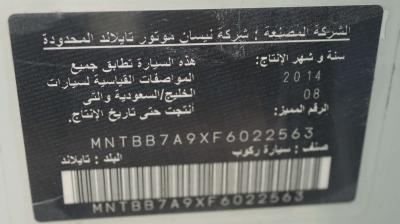 الشركة المصنعة : شركة نيسان موتور تايلاند المحدودة
سنة و شهر الإنتاج:
2014
08
الرقم المميز:
هذه السيارة تطابق جميع
المواصفات القياسية لسيارات
الخليج/السعودية والتى
أنتجت حتى تاريخ الإنتاج.
MNTBB7A9XF6022563
صنف : سيارة ركوب
البلد : تايلاند
MNTBB7A9XF6022563